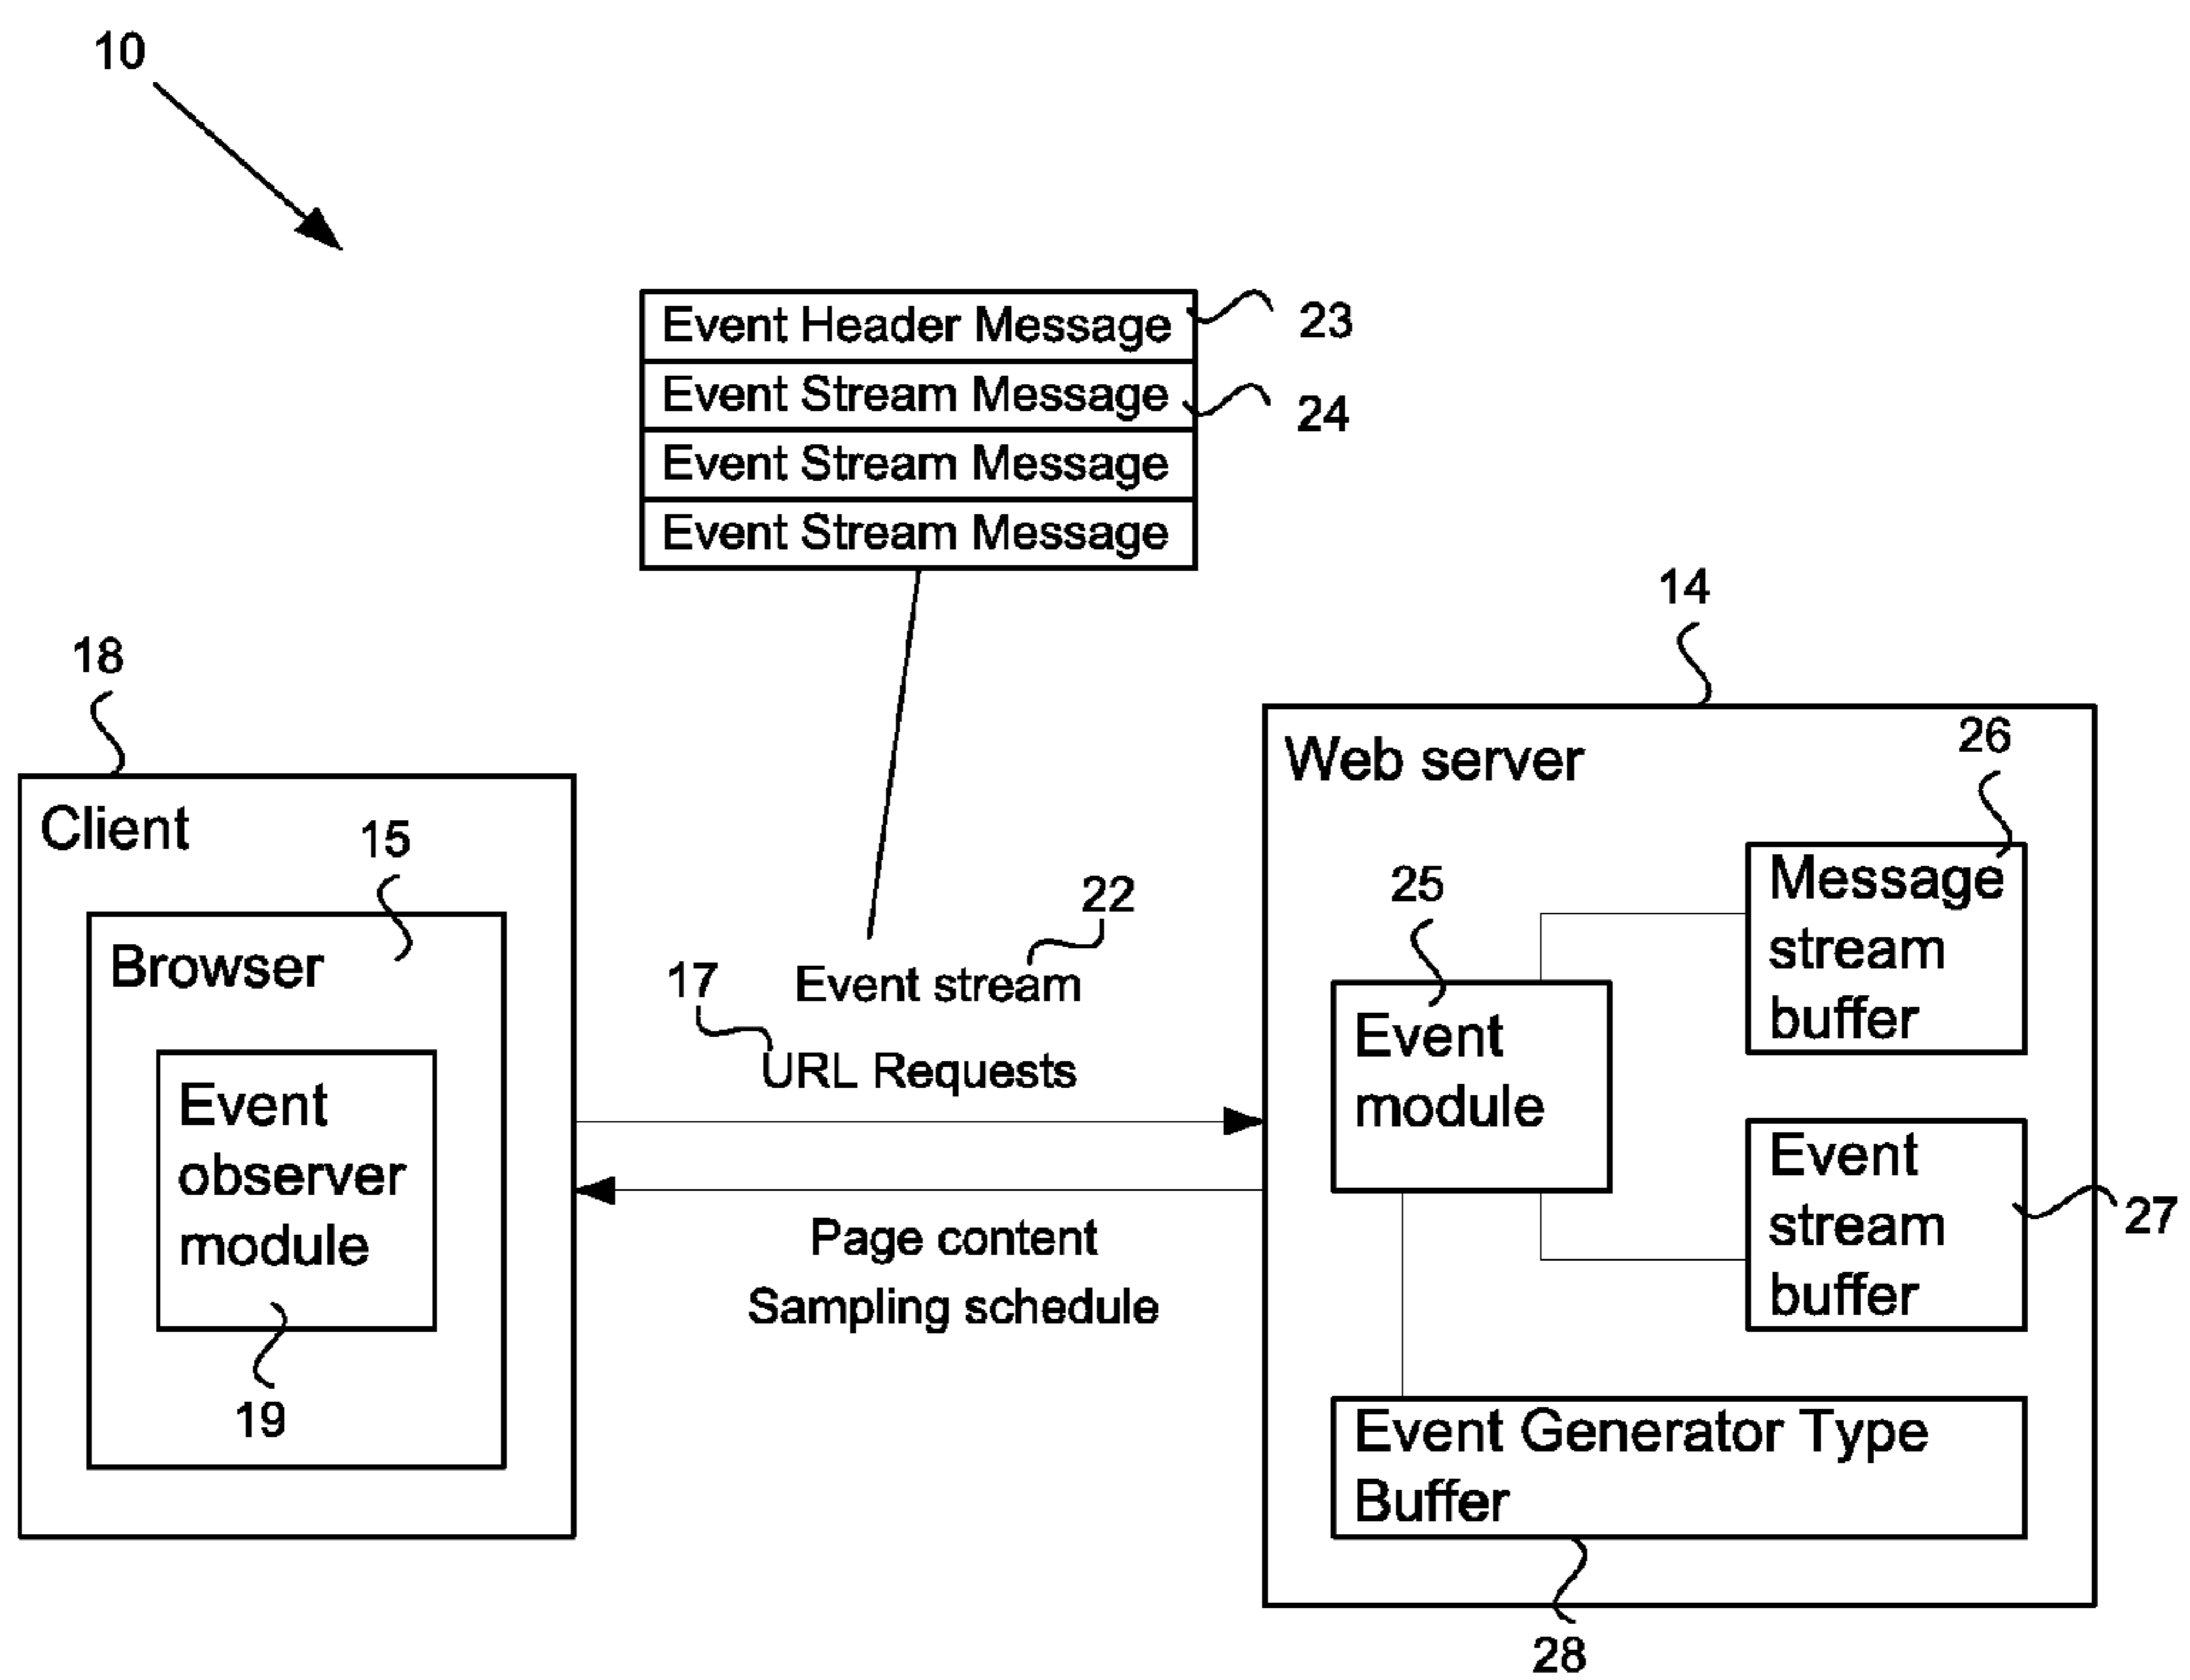 10
Event Header Message
23
Event Stream Message
24
Event Stream Message
Event Stream Message
18
Client
15
Browser
Event
observer
module
19
22
Event stream
17
URL Requests
Page content
Sampling schedule
14
Web server
26
Message
stream
buffer
25
Event
module
Event
stream
buffer
27
Event Generator Type
Buffer
28